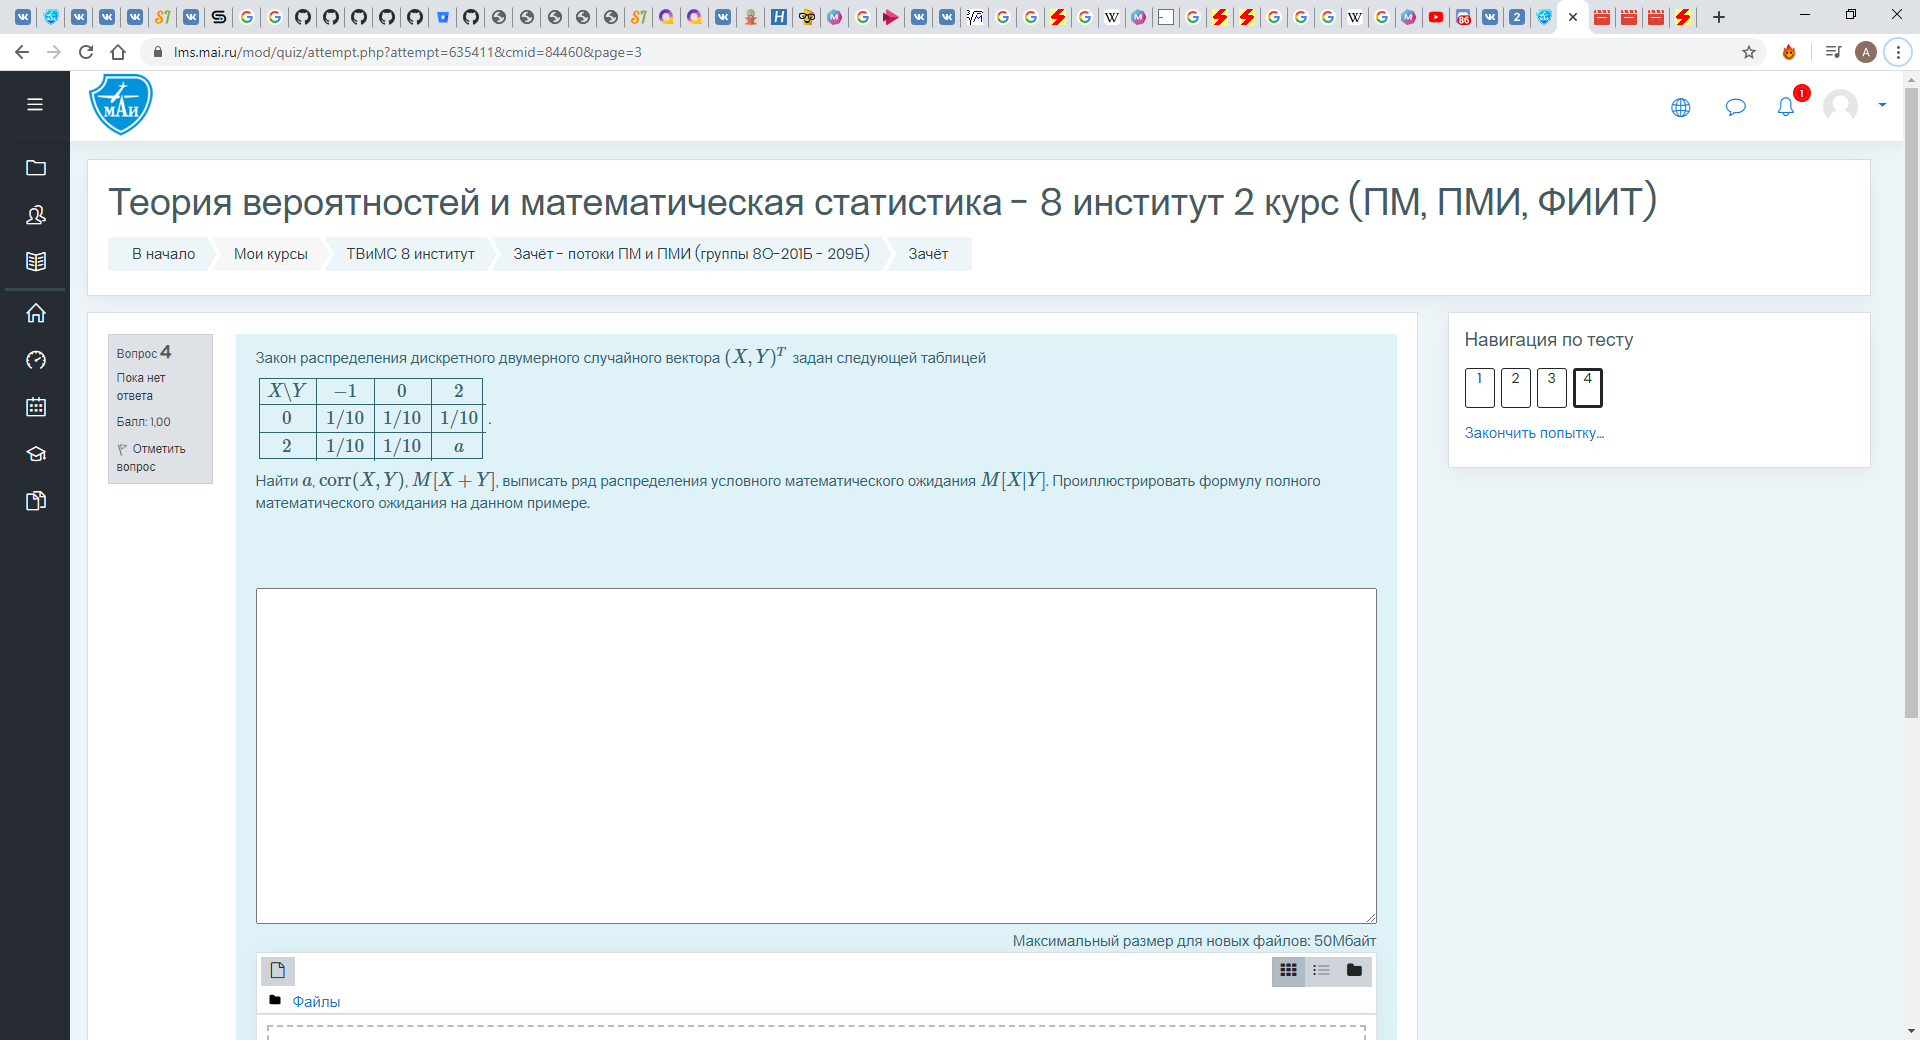 lms.mai.ru/mod/quiz/attempt.php?attempt=635411&cmid=84460&page=3
A
МАИ
1
Теория вероятностей и математическая статистика - 8 институт 2 курс (ПМ, ПМИ, ФИИТ)
В начало
Мои курсы
ТВиМС 8 институт
Зачёт - потоки ПМ и ПМИ (группы 8О-201Б - 209Б)
Зачёт
Вопрос 4
Пока нет
ответа
Балл: 1,00
Отметить
вопрос
Закон распределения дискретного двумерного случайного вектора (X, Y)^T задан следующей таблицей
X\Y −1 0 2
0 1/10 1/10 1/10
2 1/10 1/10 a
.
Найти a, corr(X, Y), M[X + Y], выписать ряд распределения условного математического ожидания M[X|Y]. Проиллюстрировать формулу полного
математического ожидания на данном примере.
Максимальный размер для новых файлов: 50Мбайт
Файлы
Навигация по тесту
1 2 3 4
Закончить попытку...